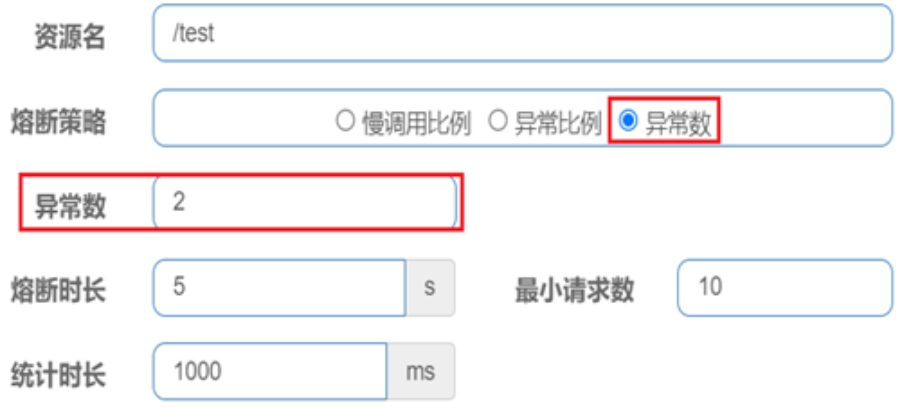 资源名 /test
熔断策略 慢调用比例 异常比例 异常数
异常数 2
熔断时长 5 s 最小请求数 10
统计时长 1000 ms